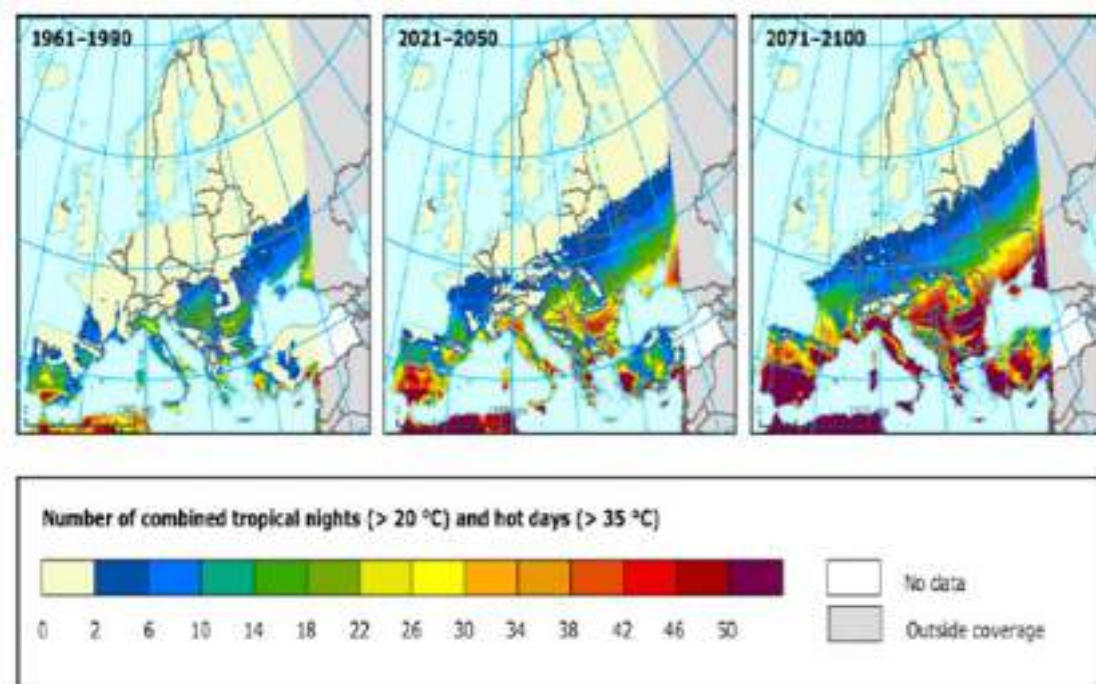 1961–1990
2021–2050
2071–2100
Number of combined tropical nights (> 20 °C) and hot days (> 35 °C)
0 2 6 10 14 18 22 26 30 34 38 42 46 50
No data
Outside coverage